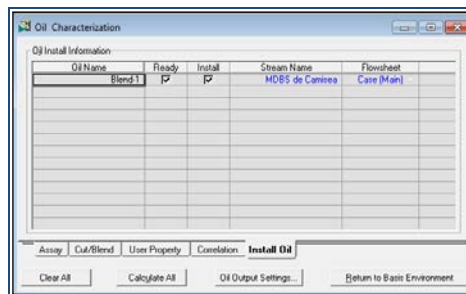 Oil Characterization
Oil Install Information
Oil Name Ready Install Stream Name Flowsheet
Blend-1 MDBS de Camisea Case (Main)
Assay Cut/Blend User Property Correlation Install Oil
Clear All Calculate All Oil Output Settings... Return to Basis Environment